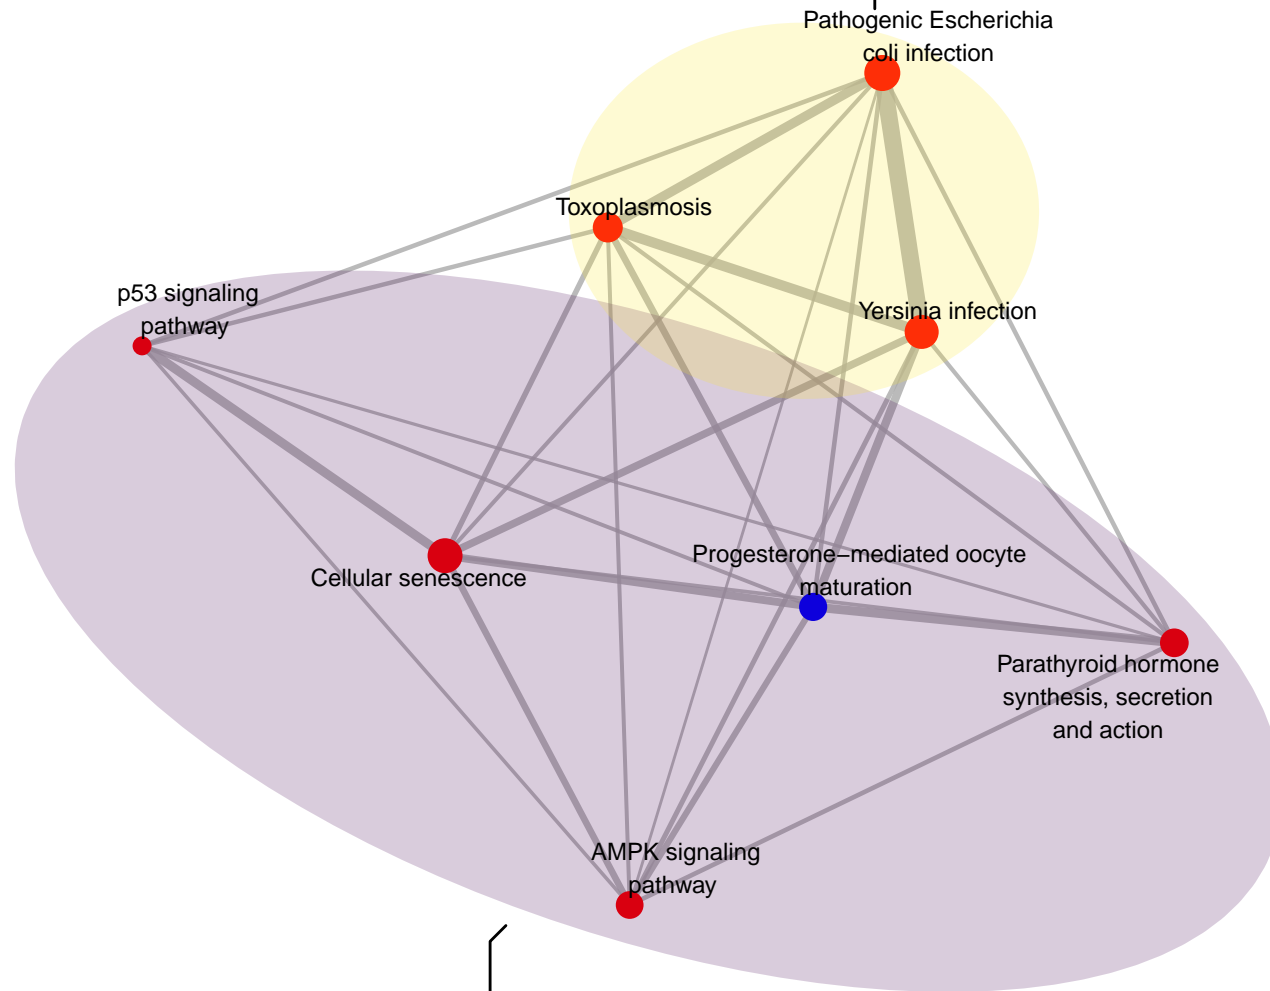 Pathogenic Escherichia
coli infection
Toxoplasmosis
p53 signaling
pathway
Yersinia infection
Cellular senescence
Progesterone−mediated oocyte
maturation
Parathyroid hormone
synthesis, secretion
and action
AMPK signaling
pathway